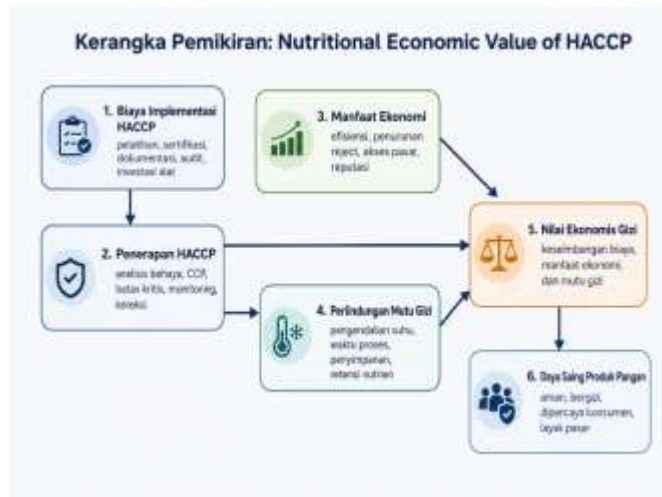 Kerangka Pemikiran: Nutritional Economic Value of HACCP
1. Biaya Implementasi
HACCP
pelatihan, sertifikasi,
dokumentasi, audit,
investasi alat
2. Penerapan HACCP
analisis bahaya, CCP,
batas kritis, monitoring,
koreksi
3. Manfaat Ekonomi
efisiensi, penurunan
reject, akses pasar,
reputasi
4. Perlindungan Mutu Gizi
pengendalian suhu,
waktu proses,
penyimpanan,
retensi nutrien
5. Nilai Ekonomis Gizi
keseimbangan biaya,
manfaat ekonomi,
dan mutu gizi
6. Daya Saing Produk Pangan
aman, bergizi,
dipercaya konsumen,
layak pasar